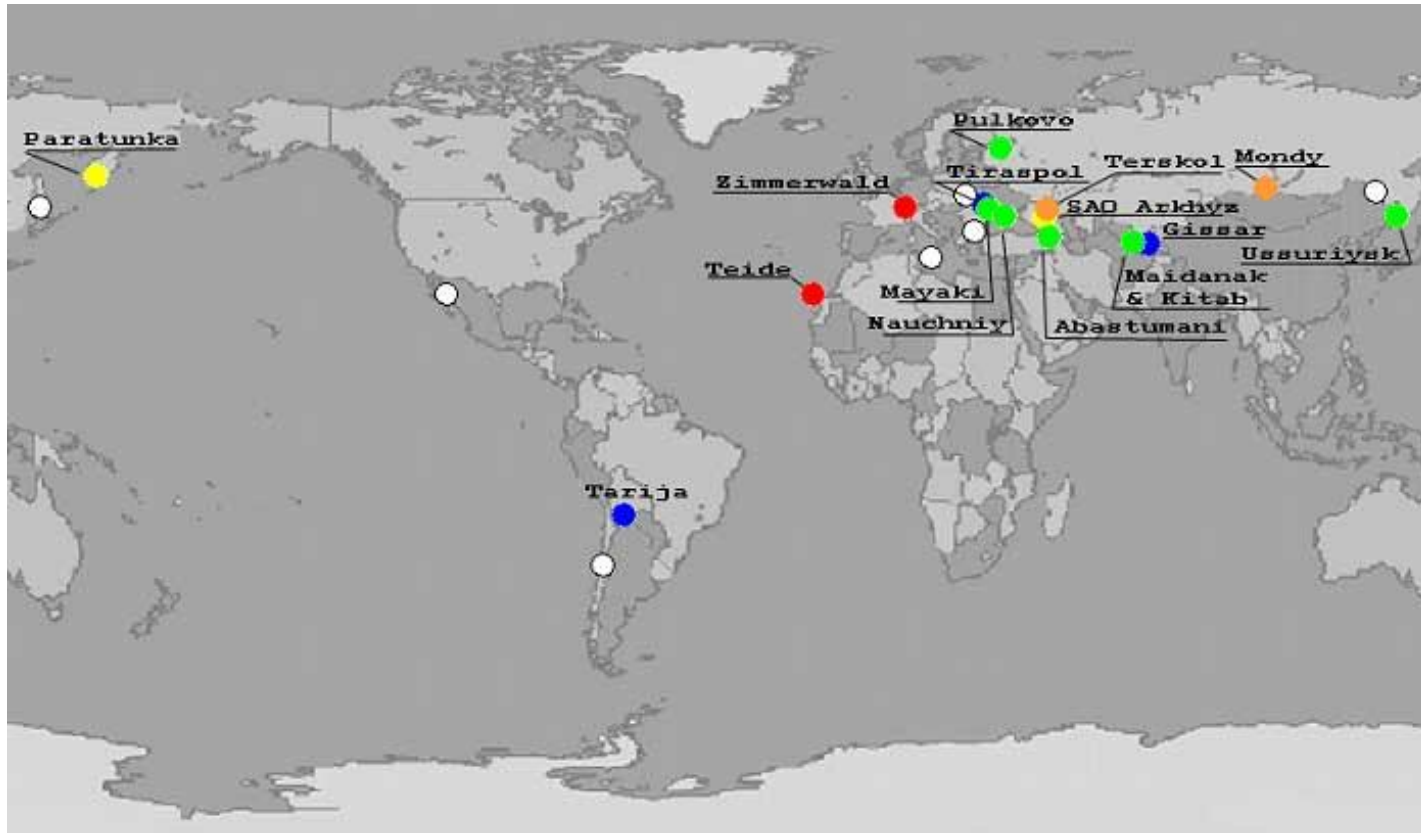 Pulkovo
Paratunka
Terskol
Mondy
Tiraspol
Zimmerwald
SAO Arkhyz
Gissar
Ussuriysk
Teide
Maidanak
& Kitab
Mayaki
Nauchniy
Abastumani
Tarija